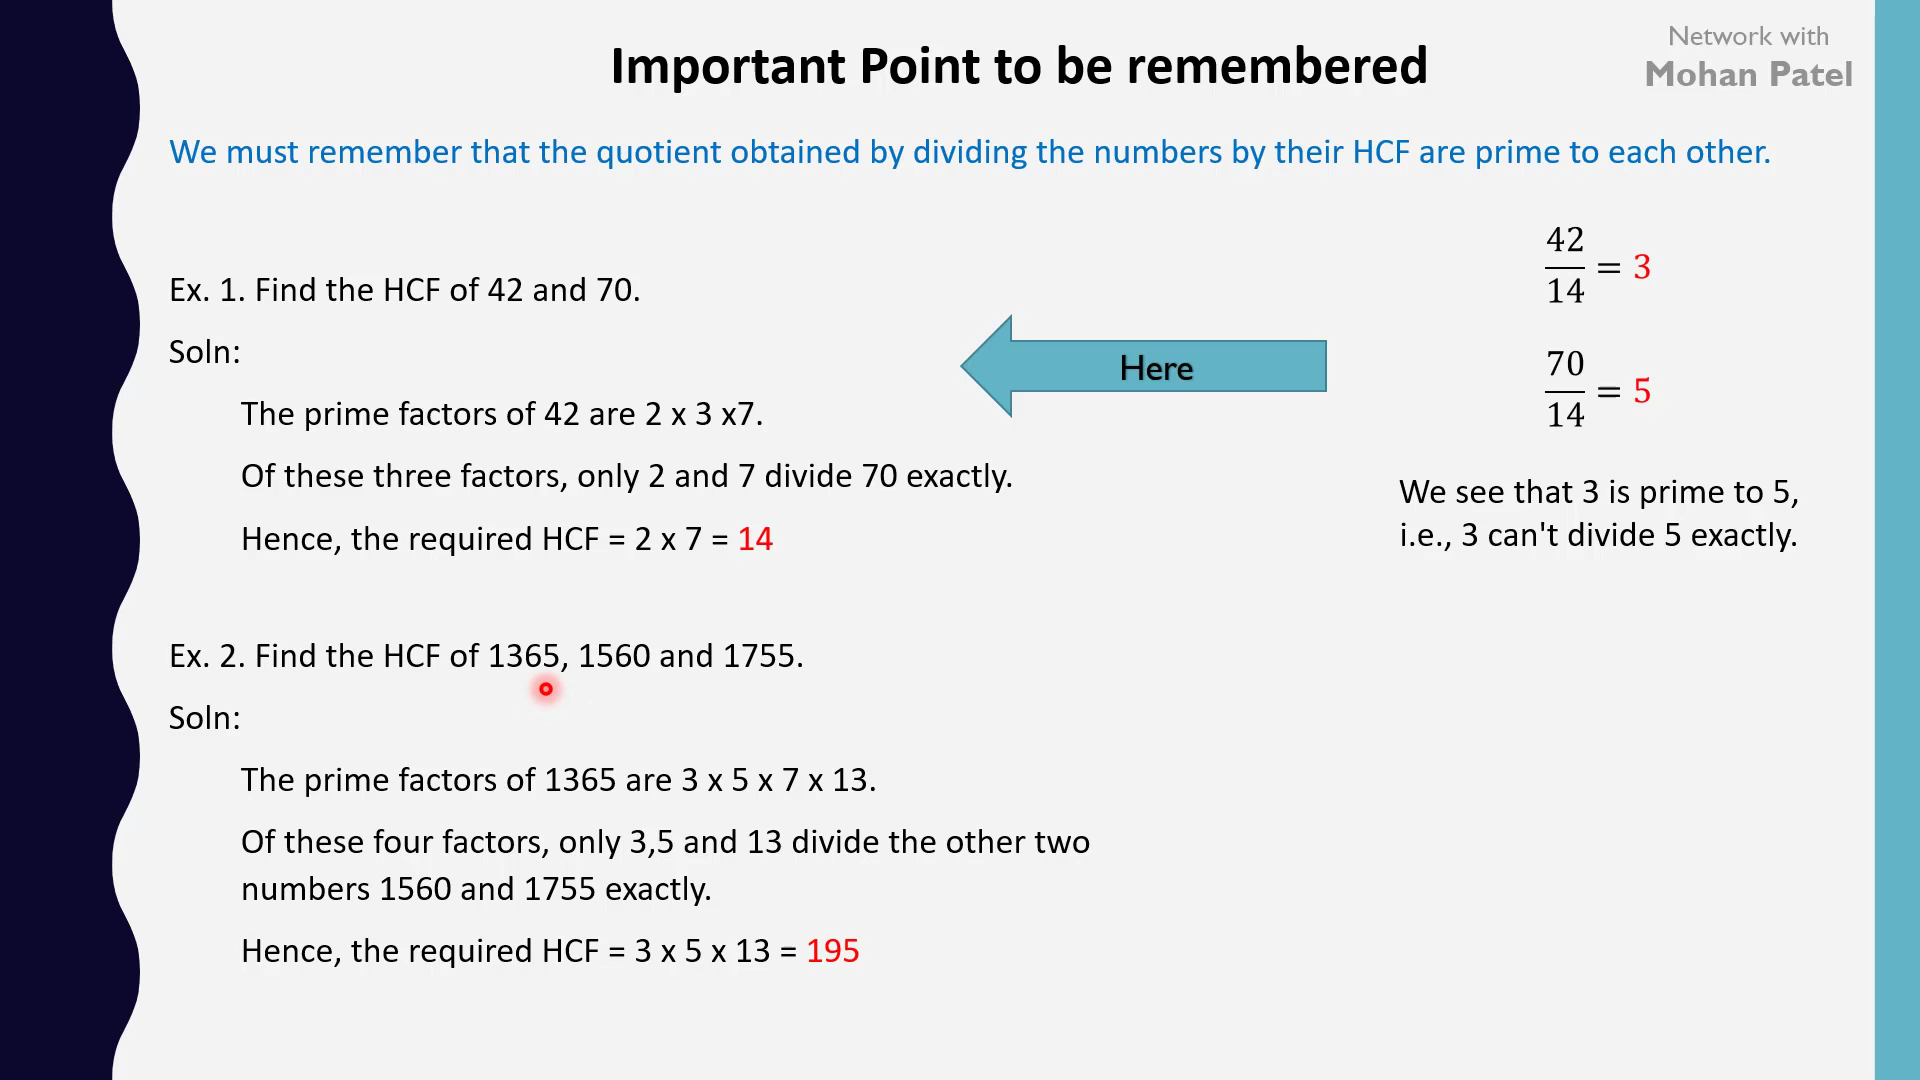 Important Point to be remembered
Network with
Mohan Patel
We must remember that the quotient obtained by dividing the numbers by their HCF are prime to each other.
Ex. 1. Find the HCF of 42 and 70.
Soln:
The prime factors of 42 are 2 x 3 x7.
Of these three factors, only 2 and 7 divide 70 exactly.
Hence, the required HCF = 2 x 7 = 14
Here
42
14
= 3
70
14
= 5
We see that 3 is prime to 5,
i.e., 3 can't divide 5 exactly.
Ex. 2. Find the HCF of 1365, 1560 and 1755.
Soln:
The prime factors of 1365 are 3 x 5 x 7 x 13.
Of these four factors, only 3,5 and 13 divide the other two
numbers 1560 and 1755 exactly.
Hence, the required HCF = 3 x 5 x 13 = 195